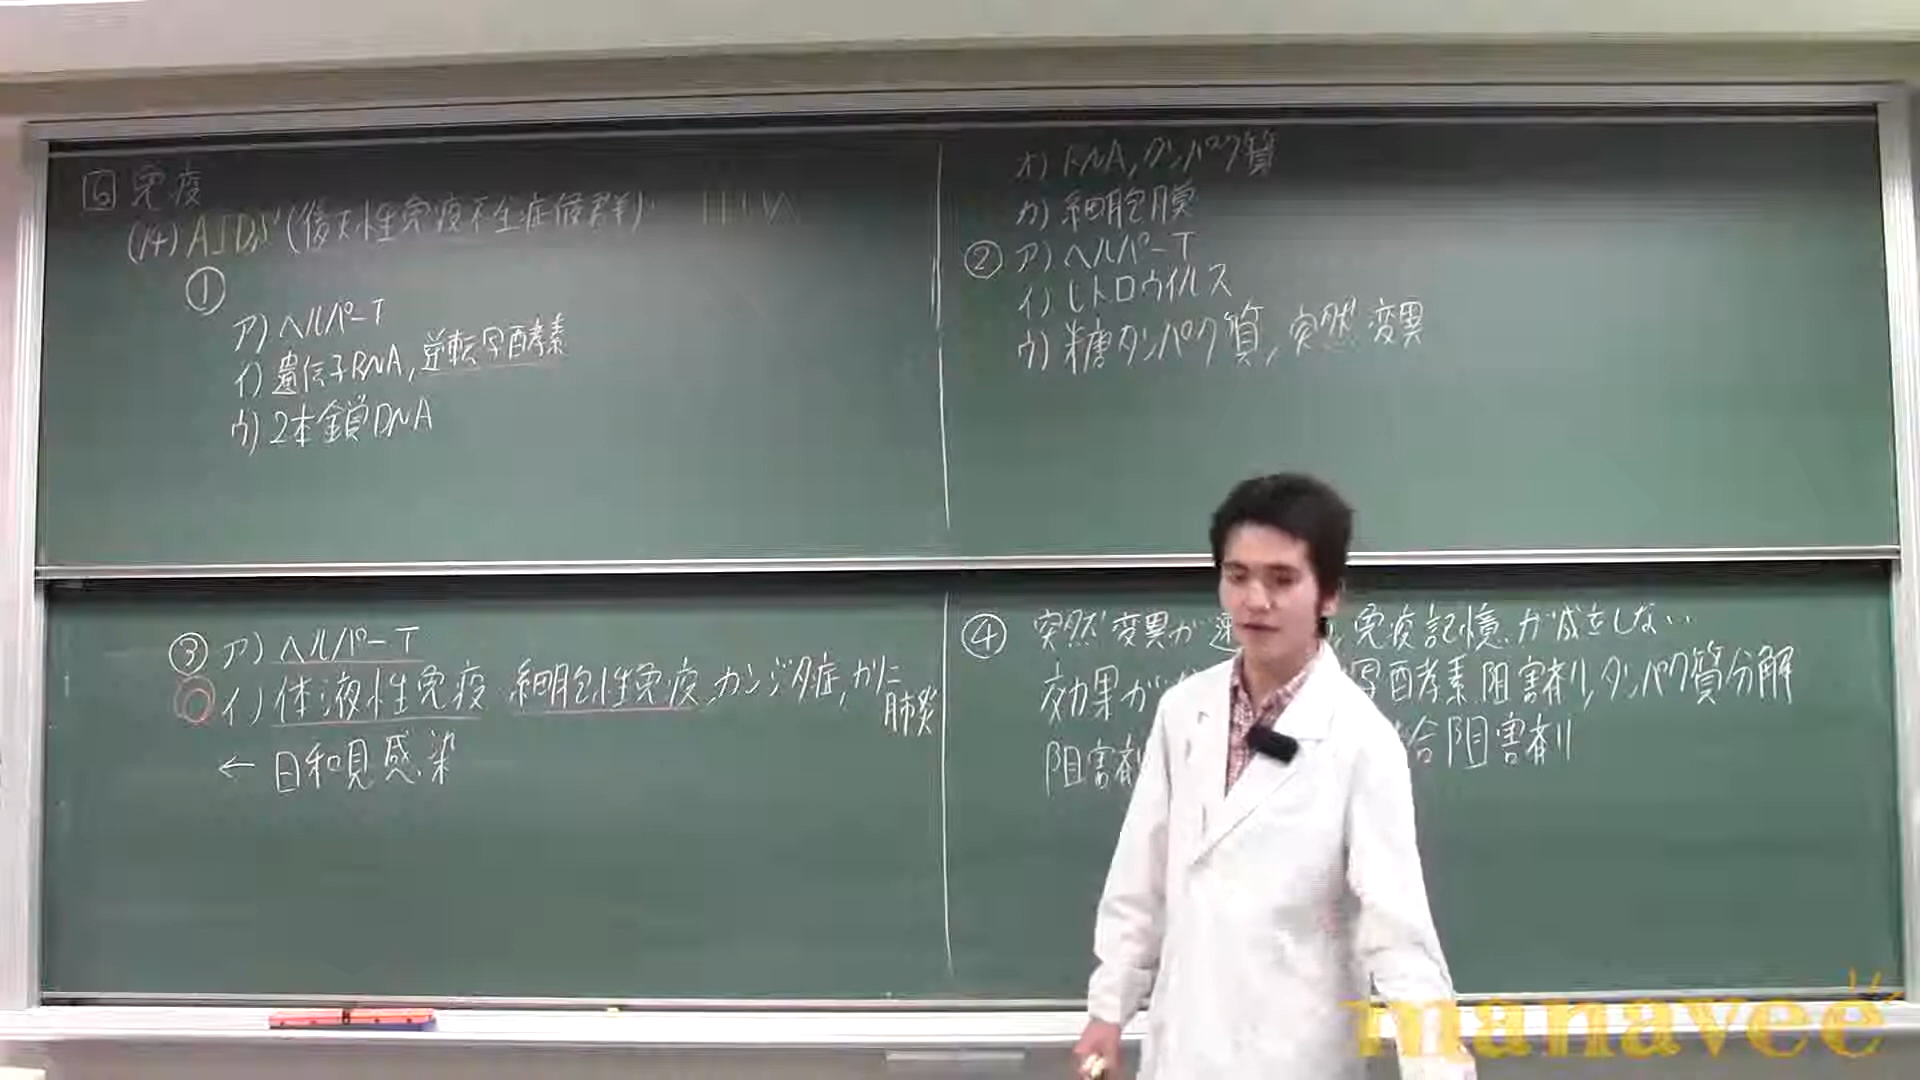 6 免疫
(14) AIDS (後天性免疫不全症候群)
①
ア) ヘルパーT
イ) 遺伝子RNA, 逆転写酵素
ウ) 2本鎖DNA
オ) RNA, タンパク質
カ) 細胞膜
② ア) ヘルパーT
イ) レトロウイルス
ウ) 糖タンパク質, 突然変異
③ ア) ヘルパーT
イ) 体液性免疫 細胞性免疫, カンジダ症, カリニ肺炎
← 日和見感染
④ 突然変異が速 免疫記憶が成立しない
効果が 写酵素阻害剤, タンパク質分解
阻害剤 合阻害剤
manavee